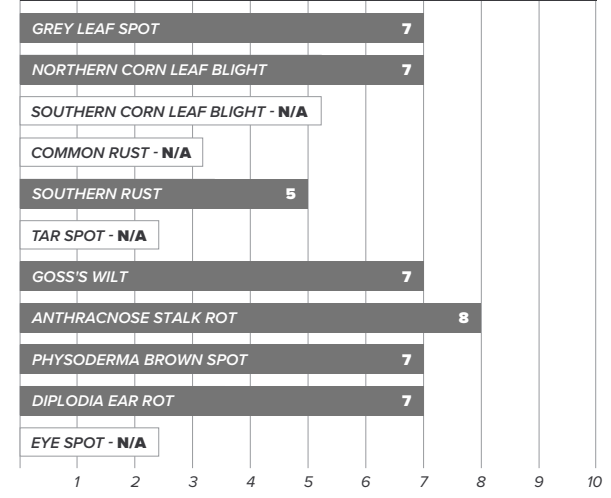 GREY LEAF SPOT 7
NORTHERN CORN LEAF BLIGHT 7
SOUTHERN CORN LEAF BLIGHT - N/A
COMMON RUST - N/A
SOUTHERN RUST 5
TAR SPOT - N/A
GOSS'S WILT 7
ANTHRACNOSE STALK ROT 8
PHYSODERMA BROWN SPOT 7
DIPLODIA EAR ROT 7
EYE SPOT - N/A
1 2 3 4 5 6 7 8 9 10